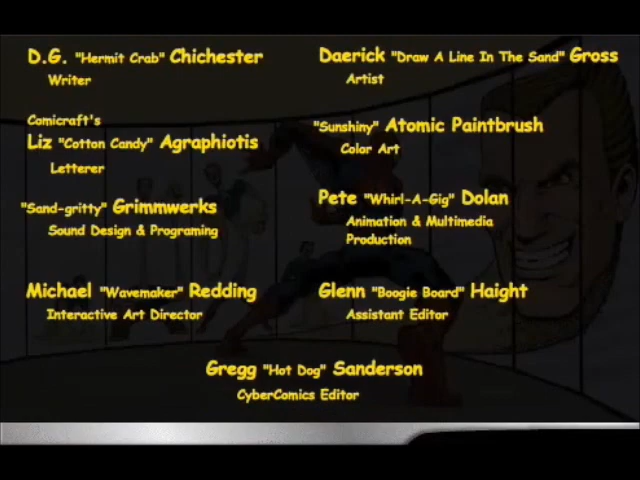 D.G. "Hermit Crab" Chichester
Writer
Daerick "Draw A Line In The Sand" Gross
Artist
Comicraft's
Liz "Cotton Candy" Agraphiotis
Letterer
"Sunshiny" Atomic Paintbrush
Color Art
"Sand-gritty" Grimmwerks
Sound Design & Programing
Pete "Whirl-A-Gig" Dolan
Animation & Multimedia
Production
Michael "Wavemaker" Redding
Interactive Art Director
Glenn "Boogie Board" Haight
Assistant Editor
Gregg "Hot Dog" Sanderson
CyberComics Editor